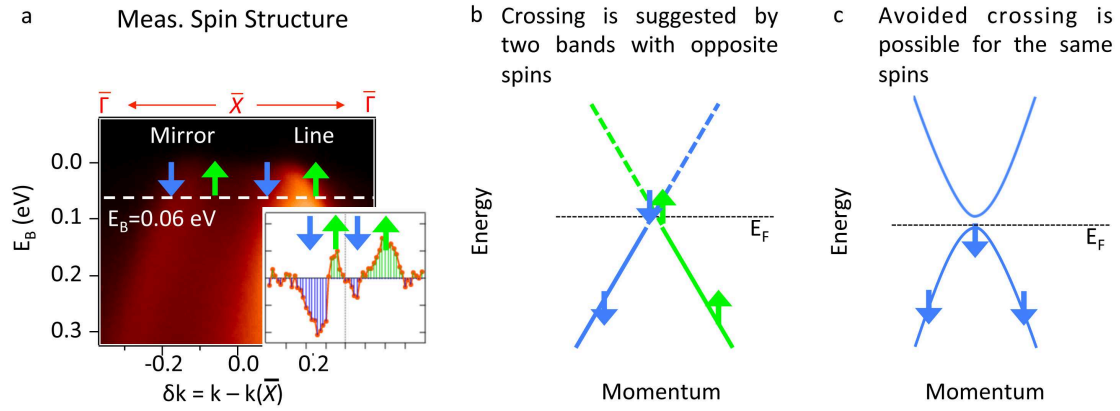 a
Meas. Spin Structure
Γ̅ X̅ Γ̅
Mirror Line
0.0
0.1
0.2
0.3
E_B (eV)
E_B=0.06 eV
-0.2 0.0 0.2
δk = k – k(X̅)
b
Crossing is suggested by
two bands with opposite
spins
Energy
E_F
Momentum
c
Avoided crossing is
possible for the same
spins
Energy
E_F
Momentum